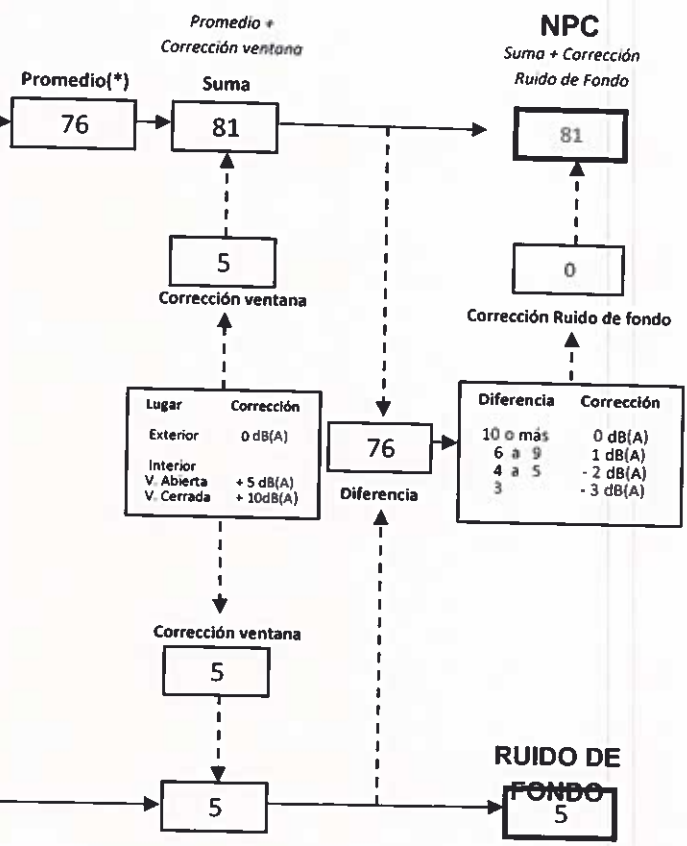 Promedio +
Corrección ventana
NPC
Suma + Corrección
Ruido de Fondo
Promedio(*)
Suma
76
81
81
5
Corrección ventana
0
Corrección Ruido de fondo
Lugar Corrección
Exterior 0 dB(A)
Interior
V. Abierta + 5 dB(A)
V. Cerrada + 10dB(A)
76
Diferencia
Diferencia Corrección
10 o más 0 dB(A)
6 a 9 1 dB(A)
4 a 5 - 2 dB(A)
3 - 3 dB(A)
Corrección ventana
5
5
RUIDO DE
FONDO
5